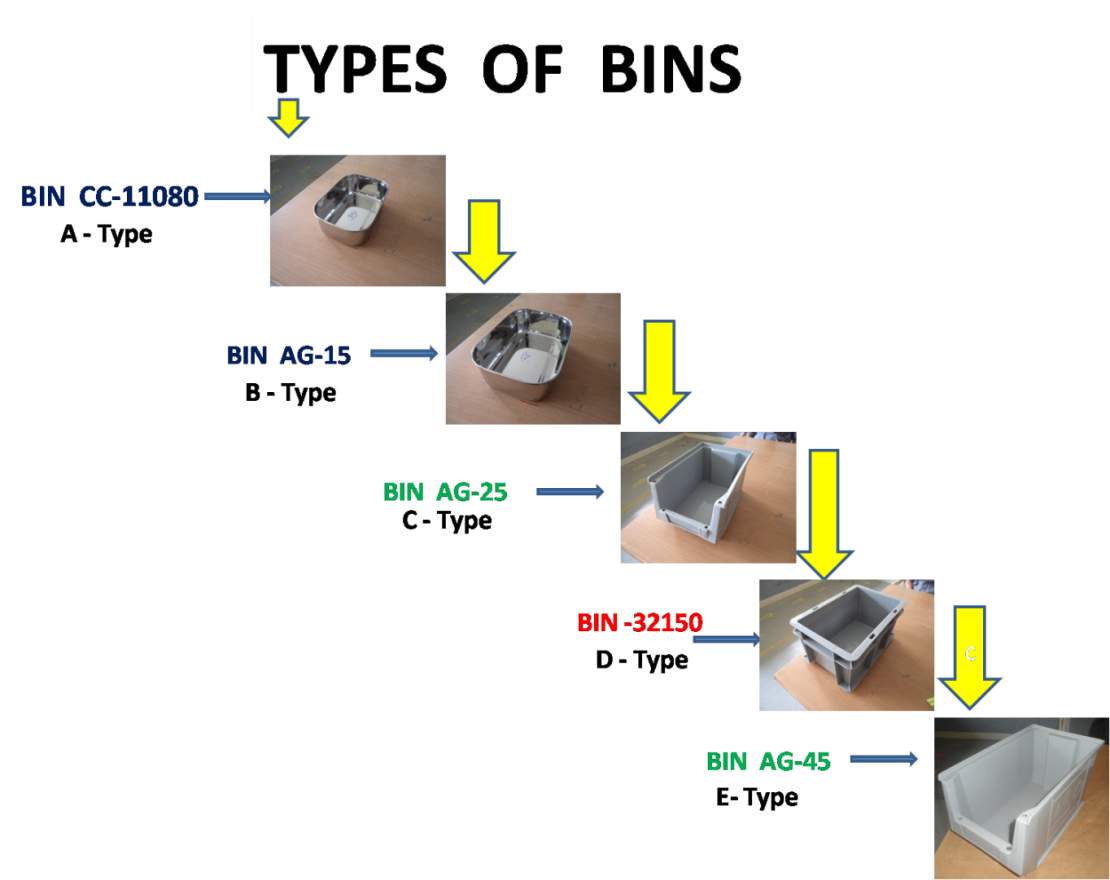 TYPES OF BINS
BIN CC-11080
A - Type
BIN AG-15
B - Type
BIN AG-25
C - Type
BIN -32150
D - Type
C
BIN AG-45
E- Type